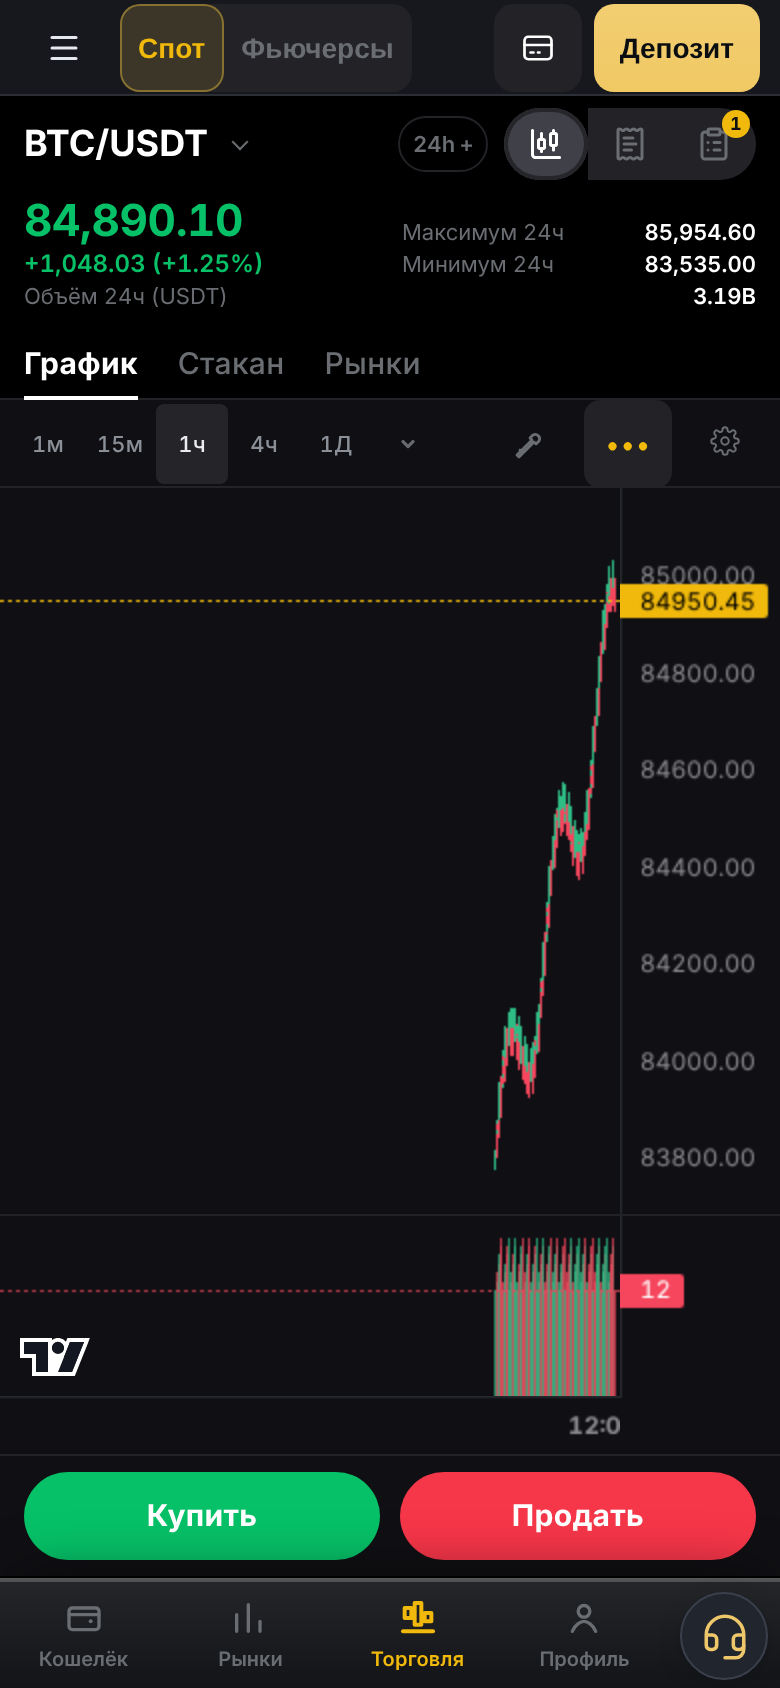 Спот Фьючерсы Депозит
BTC/USDT 24h + 1
84,890.10
+1,048.03 (+1.25%)
Объём 24ч (USDT)
Максимум 24ч 85,954.60
Минимум 24ч 83,535.00
3.19B
График Стакан Рынки
1м 15м 1ч 4ч 1Д
85000.00
84950.45
84800.00
84600.00
84400.00
84200.00
84000.00
83800.00
12
12:0
Купить Продать
Кошелёк Рынки Торговля Профиль